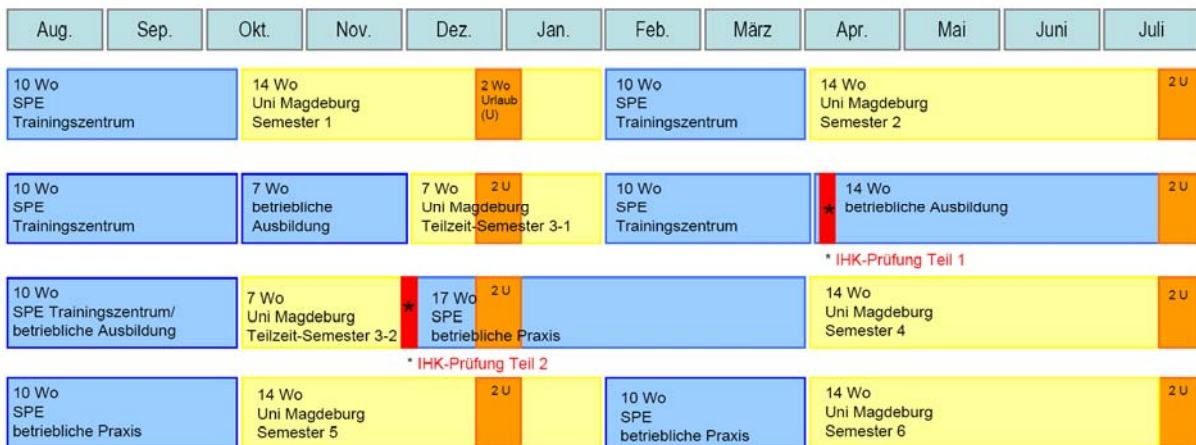 Aug. Sep. Okt. Nov. Dez. Jan. Feb. März Apr. Mai Juni Juli
10 Wo
SPE
Trainingszentrum
14 Wo
Uni Magdeburg
Semester 1
2 Wo
Urlaub
(U)
10 Wo
SPE
Trainingszentrum
14 Wo
Uni Magdeburg
Semester 2
2 U
10 Wo
SPE
Trainingszentrum
7 Wo
betriebliche
Ausbildung
7 Wo
Uni Magdeburg
Teilzeit-Semester 3-1
2 U
10 Wo
SPE
Trainingszentrum
*
14 Wo
betriebliche Ausbildung
2 U
* IHK-Prüfung Teil 1
10 Wo
SPE Trainingszentrum/
betriebliche Ausbildung
7 Wo
Uni Magdeburg
Teilzeit-Semester 3-2
*
17 Wo
SPE
betriebliche Praxis
2 U
14 Wo
Uni Magdeburg
Semester 4
2 U
* IHK-Prüfung Teil 2
10 Wo
SPE
betriebliche Praxis
14 Wo
Uni Magdeburg
Semester 5
2 U
10 Wo
SPE
betriebliche Praxis
14 Wo
Uni Magdeburg
Semester 6
2 U